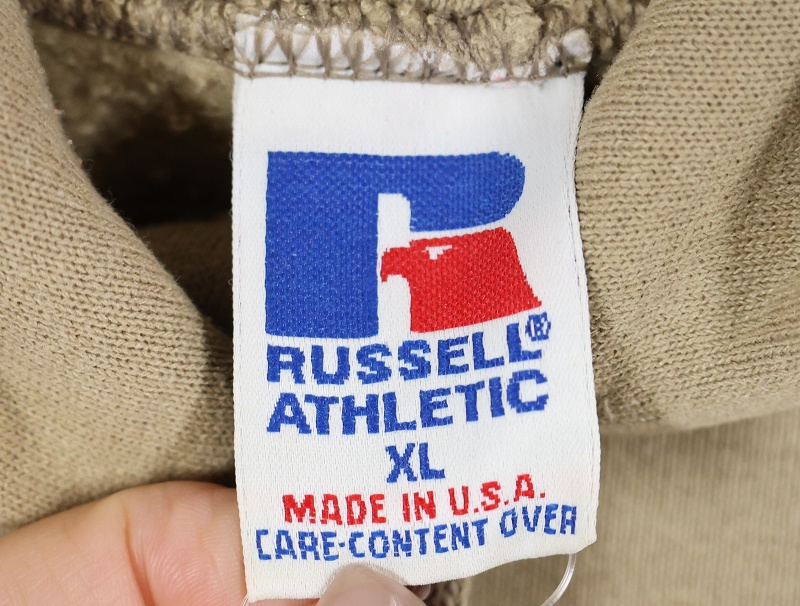 RUSSELL®
ATHLETIC
XL
MADE IN U.S.A.
CARE-CONTENT OVER